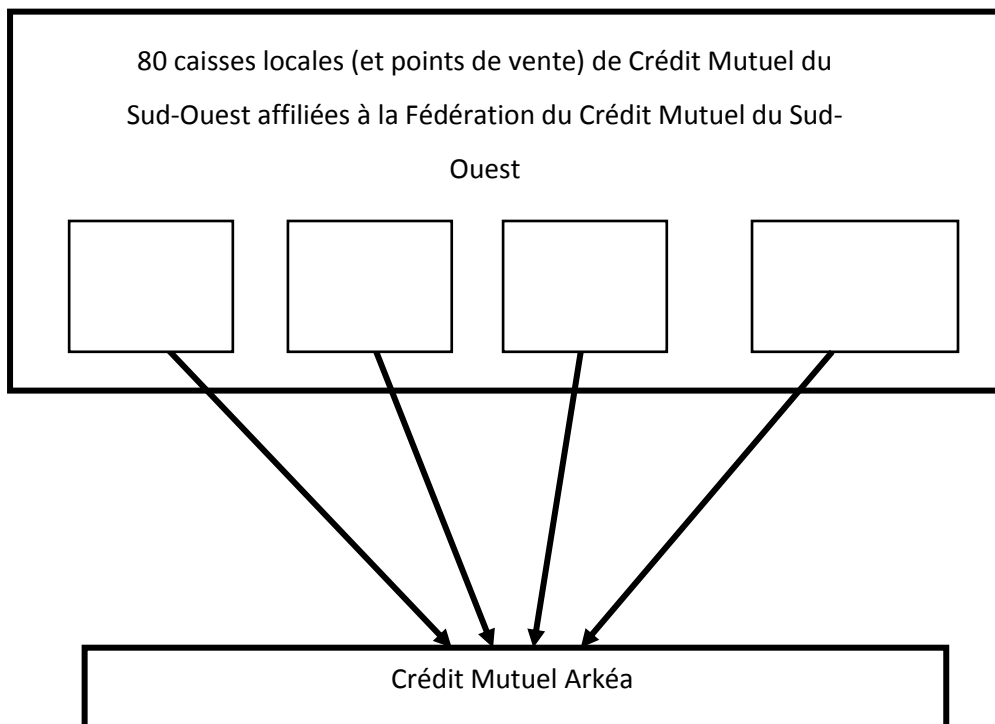 80 caisses locales (et points de vente) de Crédit Mutuel du
Sud-Ouest affiliées à la Fédération du Crédit Mutuel du Sud-
Ouest
Crédit Mutuel Arkéa